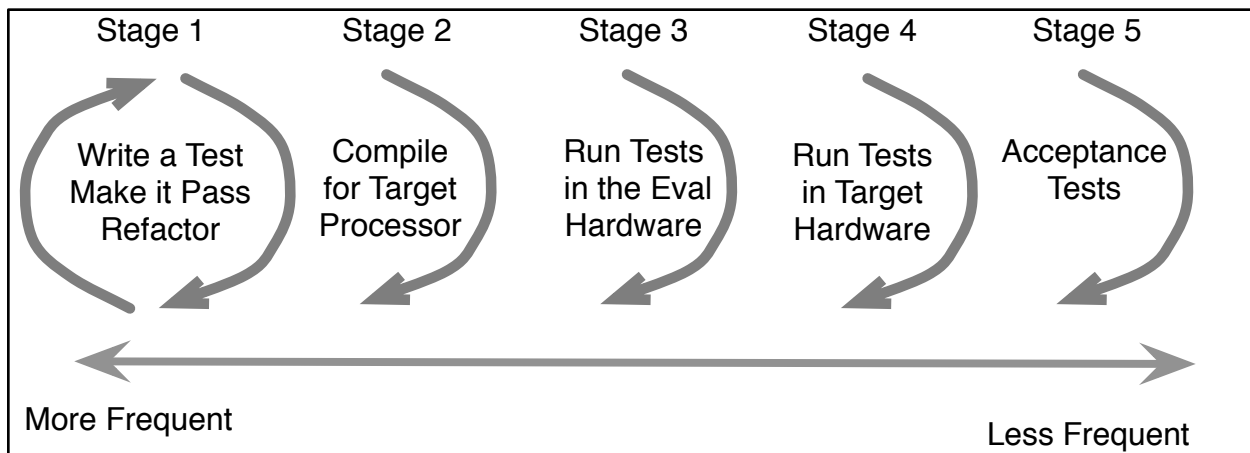 Stage 1
Stage 2
Stage 3
Stage 4
Stage 5
Write a Test
Make it Pass
Refactor
Compile
for Target
Processor
Run Tests
in the Eval
Hardware
Run Tests
in Target
Hardware
Acceptance
Tests
More Frequent
Less Frequent